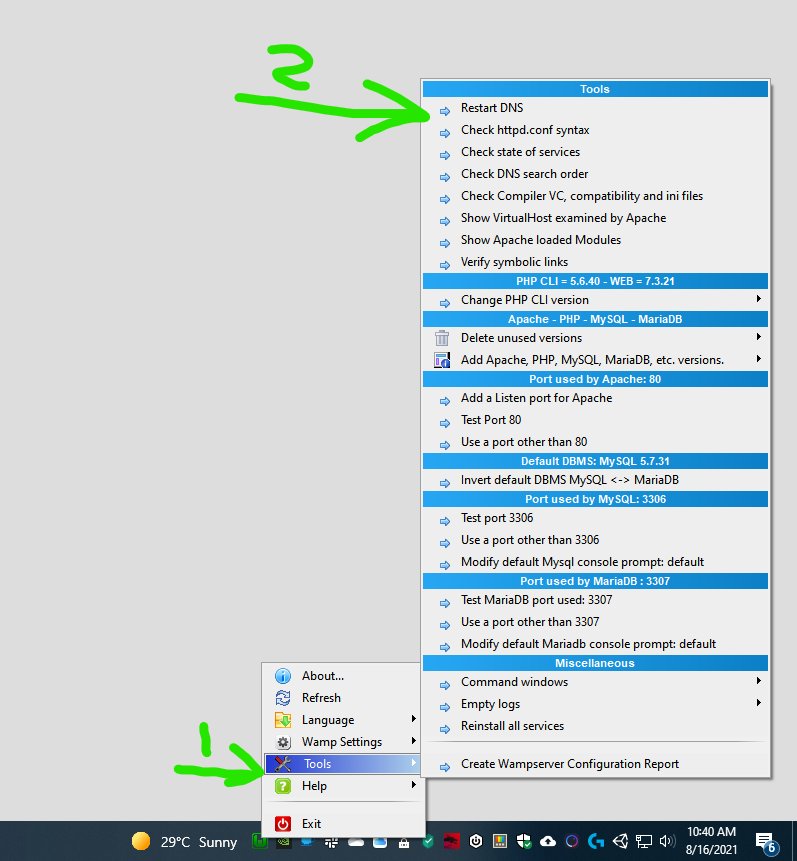 2
Tools
Restart DNS
Check httpd.conf syntax
Check state of services
Check DNS search order
Check Compiler VC, compatibility and ini files
Show VirtualHost examined by Apache
Show Apache loaded Modules
Verify symbolic links
PHP CLI = 5.6.40 - WEB = 7.3.21
Change PHP CLI version
Apache - PHP - MySQL - MariaDB
Delete unused versions
Add Apache, PHP, MySQL, MariaDB, etc. versions.
Port used by Apache: 80
Add a Listen port for Apache
Test Port 80
Use a port other than 80
Default DBMS: MySQL 5.7.31
Invert default DBMS MySQL <-> MariaDB
Port used by MySQL: 3306
Test port 3306
Use a port other than 3306
Modify default Mysql console prompt: default
Port used by MariaDB : 3307
Test MariaDB port used: 3307
Use a port other than 3307
Modify default Mariadb console prompt: default
Miscellaneous
Command windows
Empty logs
Reinstall all services
Create Wampserver Configuration Report
About...
Refresh
Language
Wamp Settings
1
Tools
Help
Exit
29°C Sunny
10:40 AM
8/16/2021
6